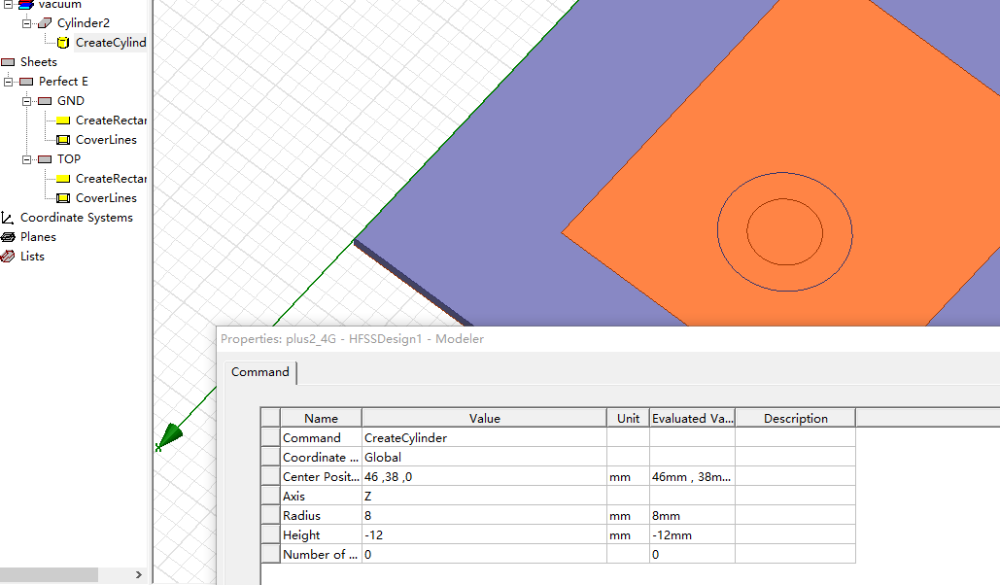 vacuum
Cylinder2
CreateCylind
Sheets
Perfect E
GND
CreateRectar
CoverLines
TOP
CreateRectar
CoverLines
Coordinate Systems
Planes
Lists
Properties: plus2_4G - HFSSDesign1 - Modeler
Command
Name Value Unit Evaluated Va... Description
Command CreateCylinder
Coordinate ... Global
Center Posit... 46 ,38 ,0 mm 46mm , 38m...
Axis Z
Radius 8 mm 8mm
Height -12 mm -12mm
Number of ... 0 0